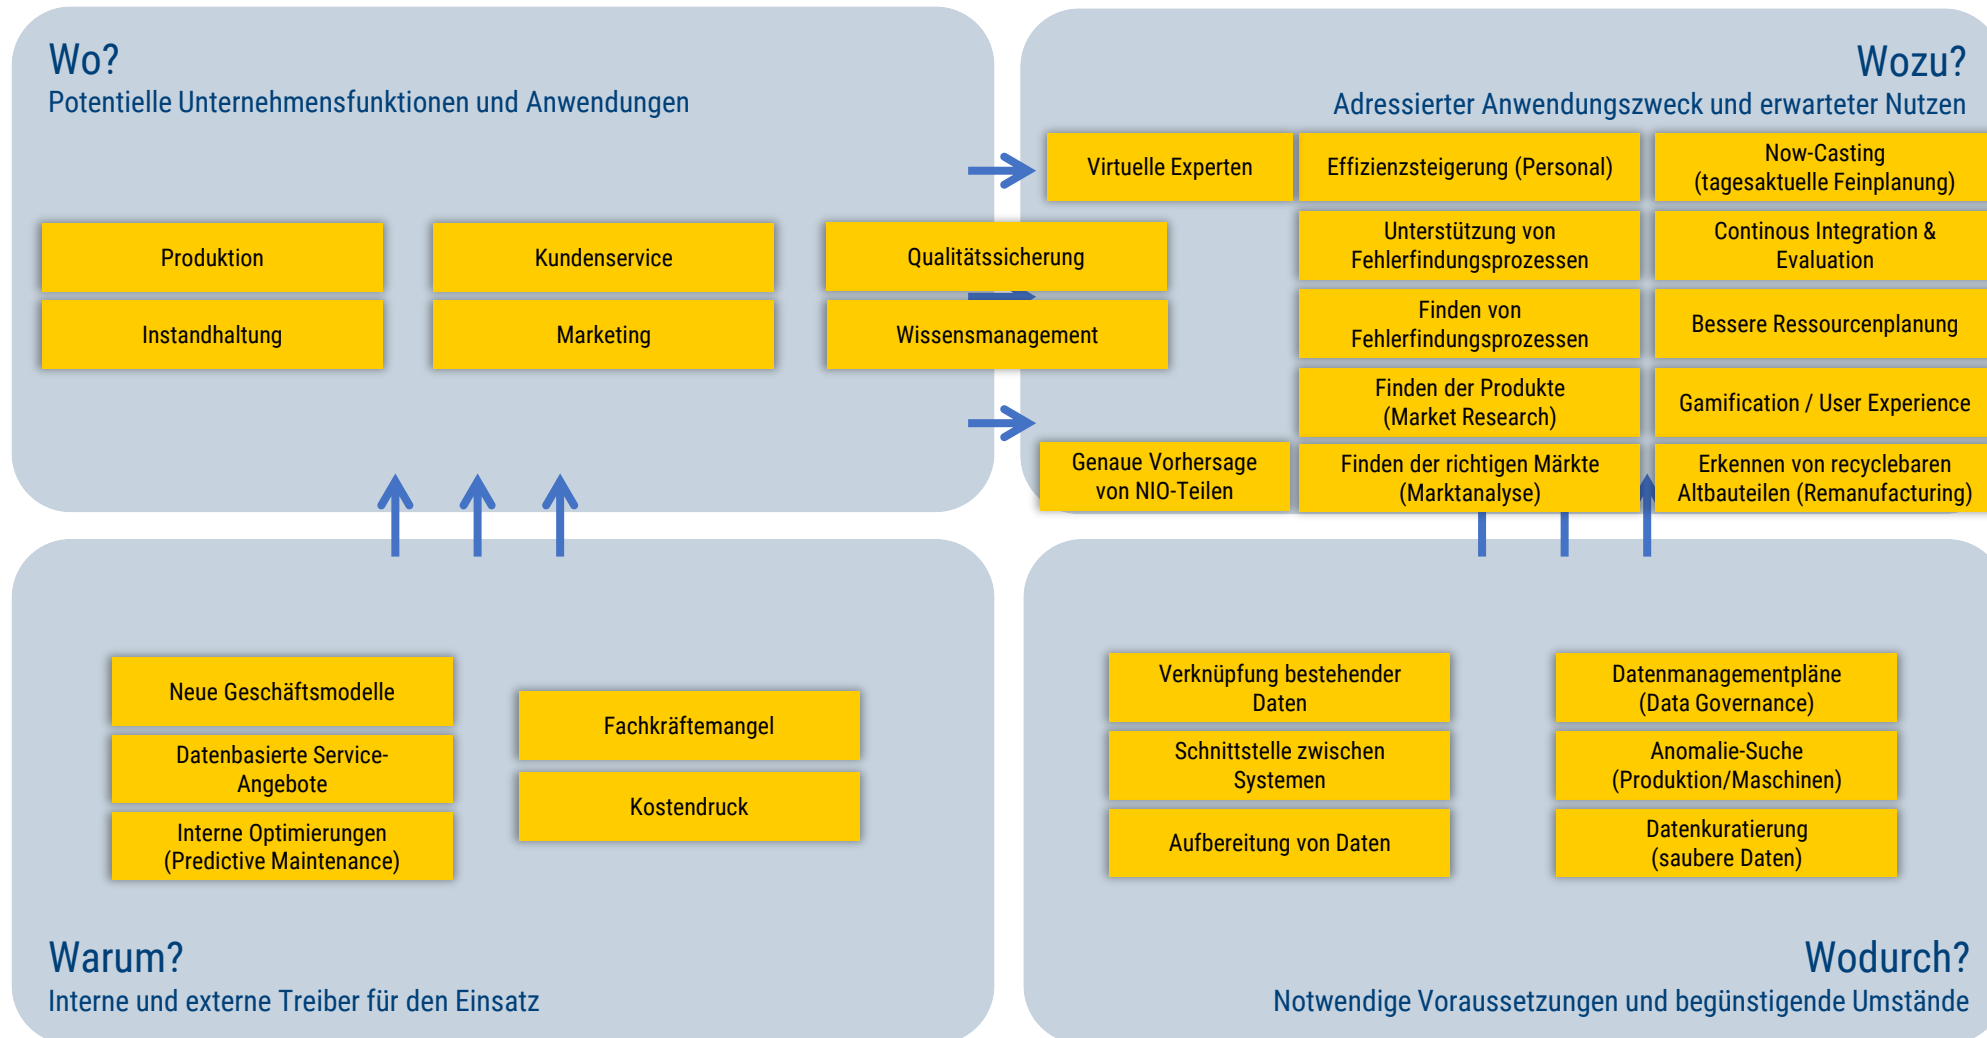 Wo?
Potentielle Unternehmensfunktionen und Anwendungen
Produktion
Kundenservice
Qualitätssicherung
Instandhaltung
Marketing
Wissensmanagement
Wozu?
Adressierter Anwendungszweck und erwarteter Nutzen
Virtuelle Experten
Effizienzsteigerung (Personal)
Now-Casting
(tagesaktuelle Feinplanung)
Unterstützung von
Fehlerfindungsprozessen
Continous Integration &
Evaluation
Finden von
Fehlerfindungsprozessen
Bessere Ressourcenplanung
Finden der Produkte
(Market Research)
Gamification / User Experience
Genaue Vorhersage
von NIO-Teilen
Finden der richtigen Märkte
(Marktanalyse)
Erkennen von recyclebaren
Altbauteilen (Remanufacturing)
Neue Geschäftsmodelle
Datenbasierte Service-
Angebote
Interne Optimierungen
(Predictive Maintenance)
Fachkräftemangel
Kostendruck
Warum?
Interne und externe Treiber für den Einsatz
Verknüpfung bestehender
Daten
Datenmanagementpläne
(Data Governance)
Schnittstelle zwischen
Systemen
Anomalie-Suche
(Produktion/Maschinen)
Aufbereitung von Daten
Datenkuratierung
(saubere Daten)
Wodurch?
Notwendige Voraussetzungen und begünstigende Umstände